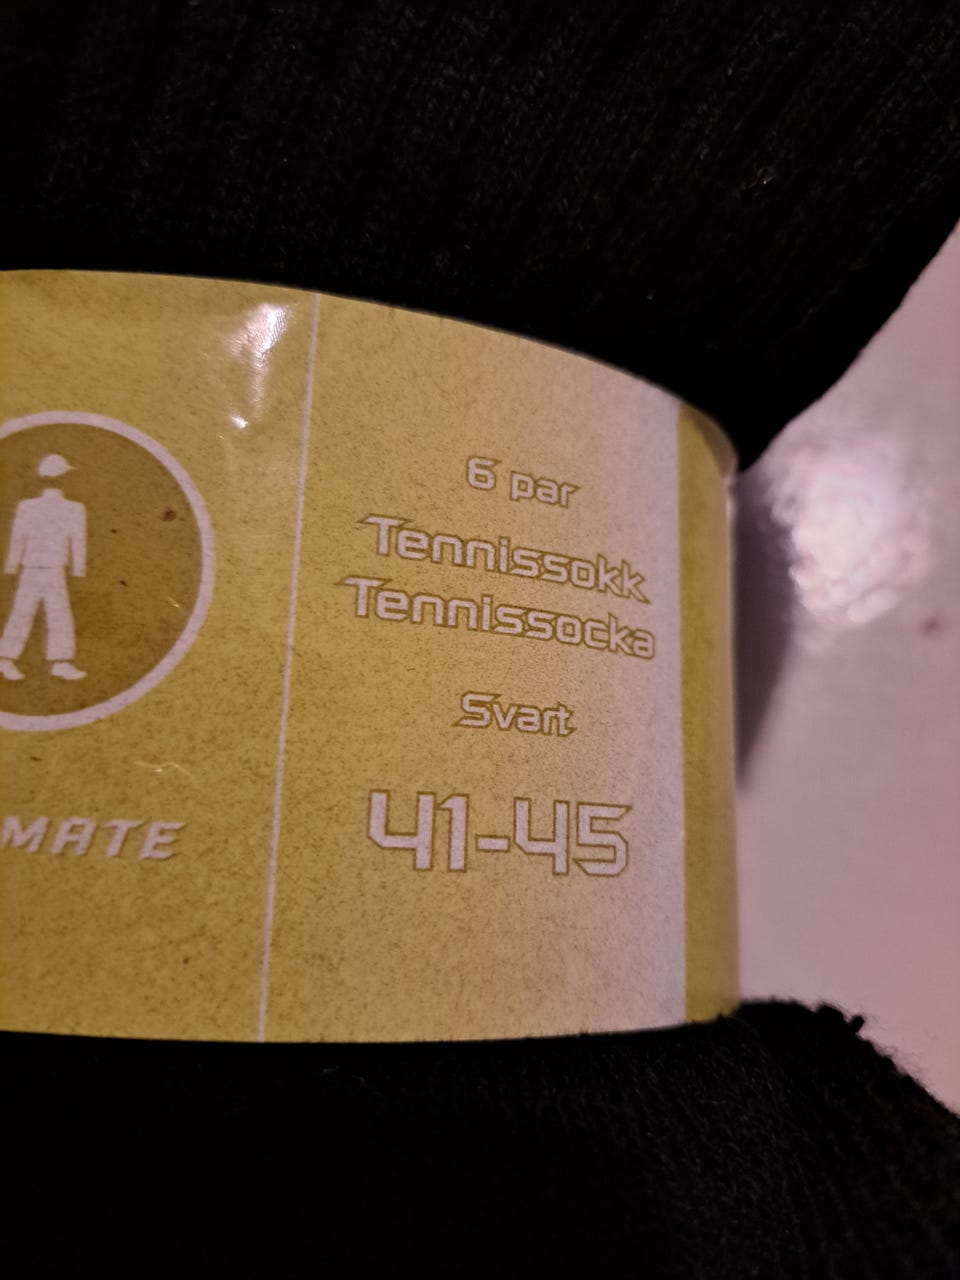 6 par
Tennissokk
Tennissocka
Svart
41-45
MATE